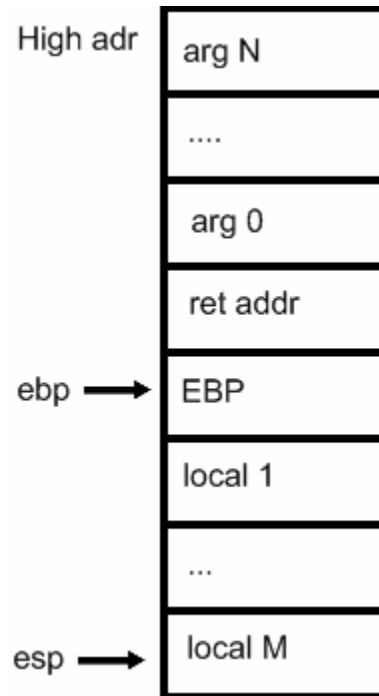 High adr
arg N
....
arg 0
ret addr
ebp
EBP
local 1
...
esp
local M